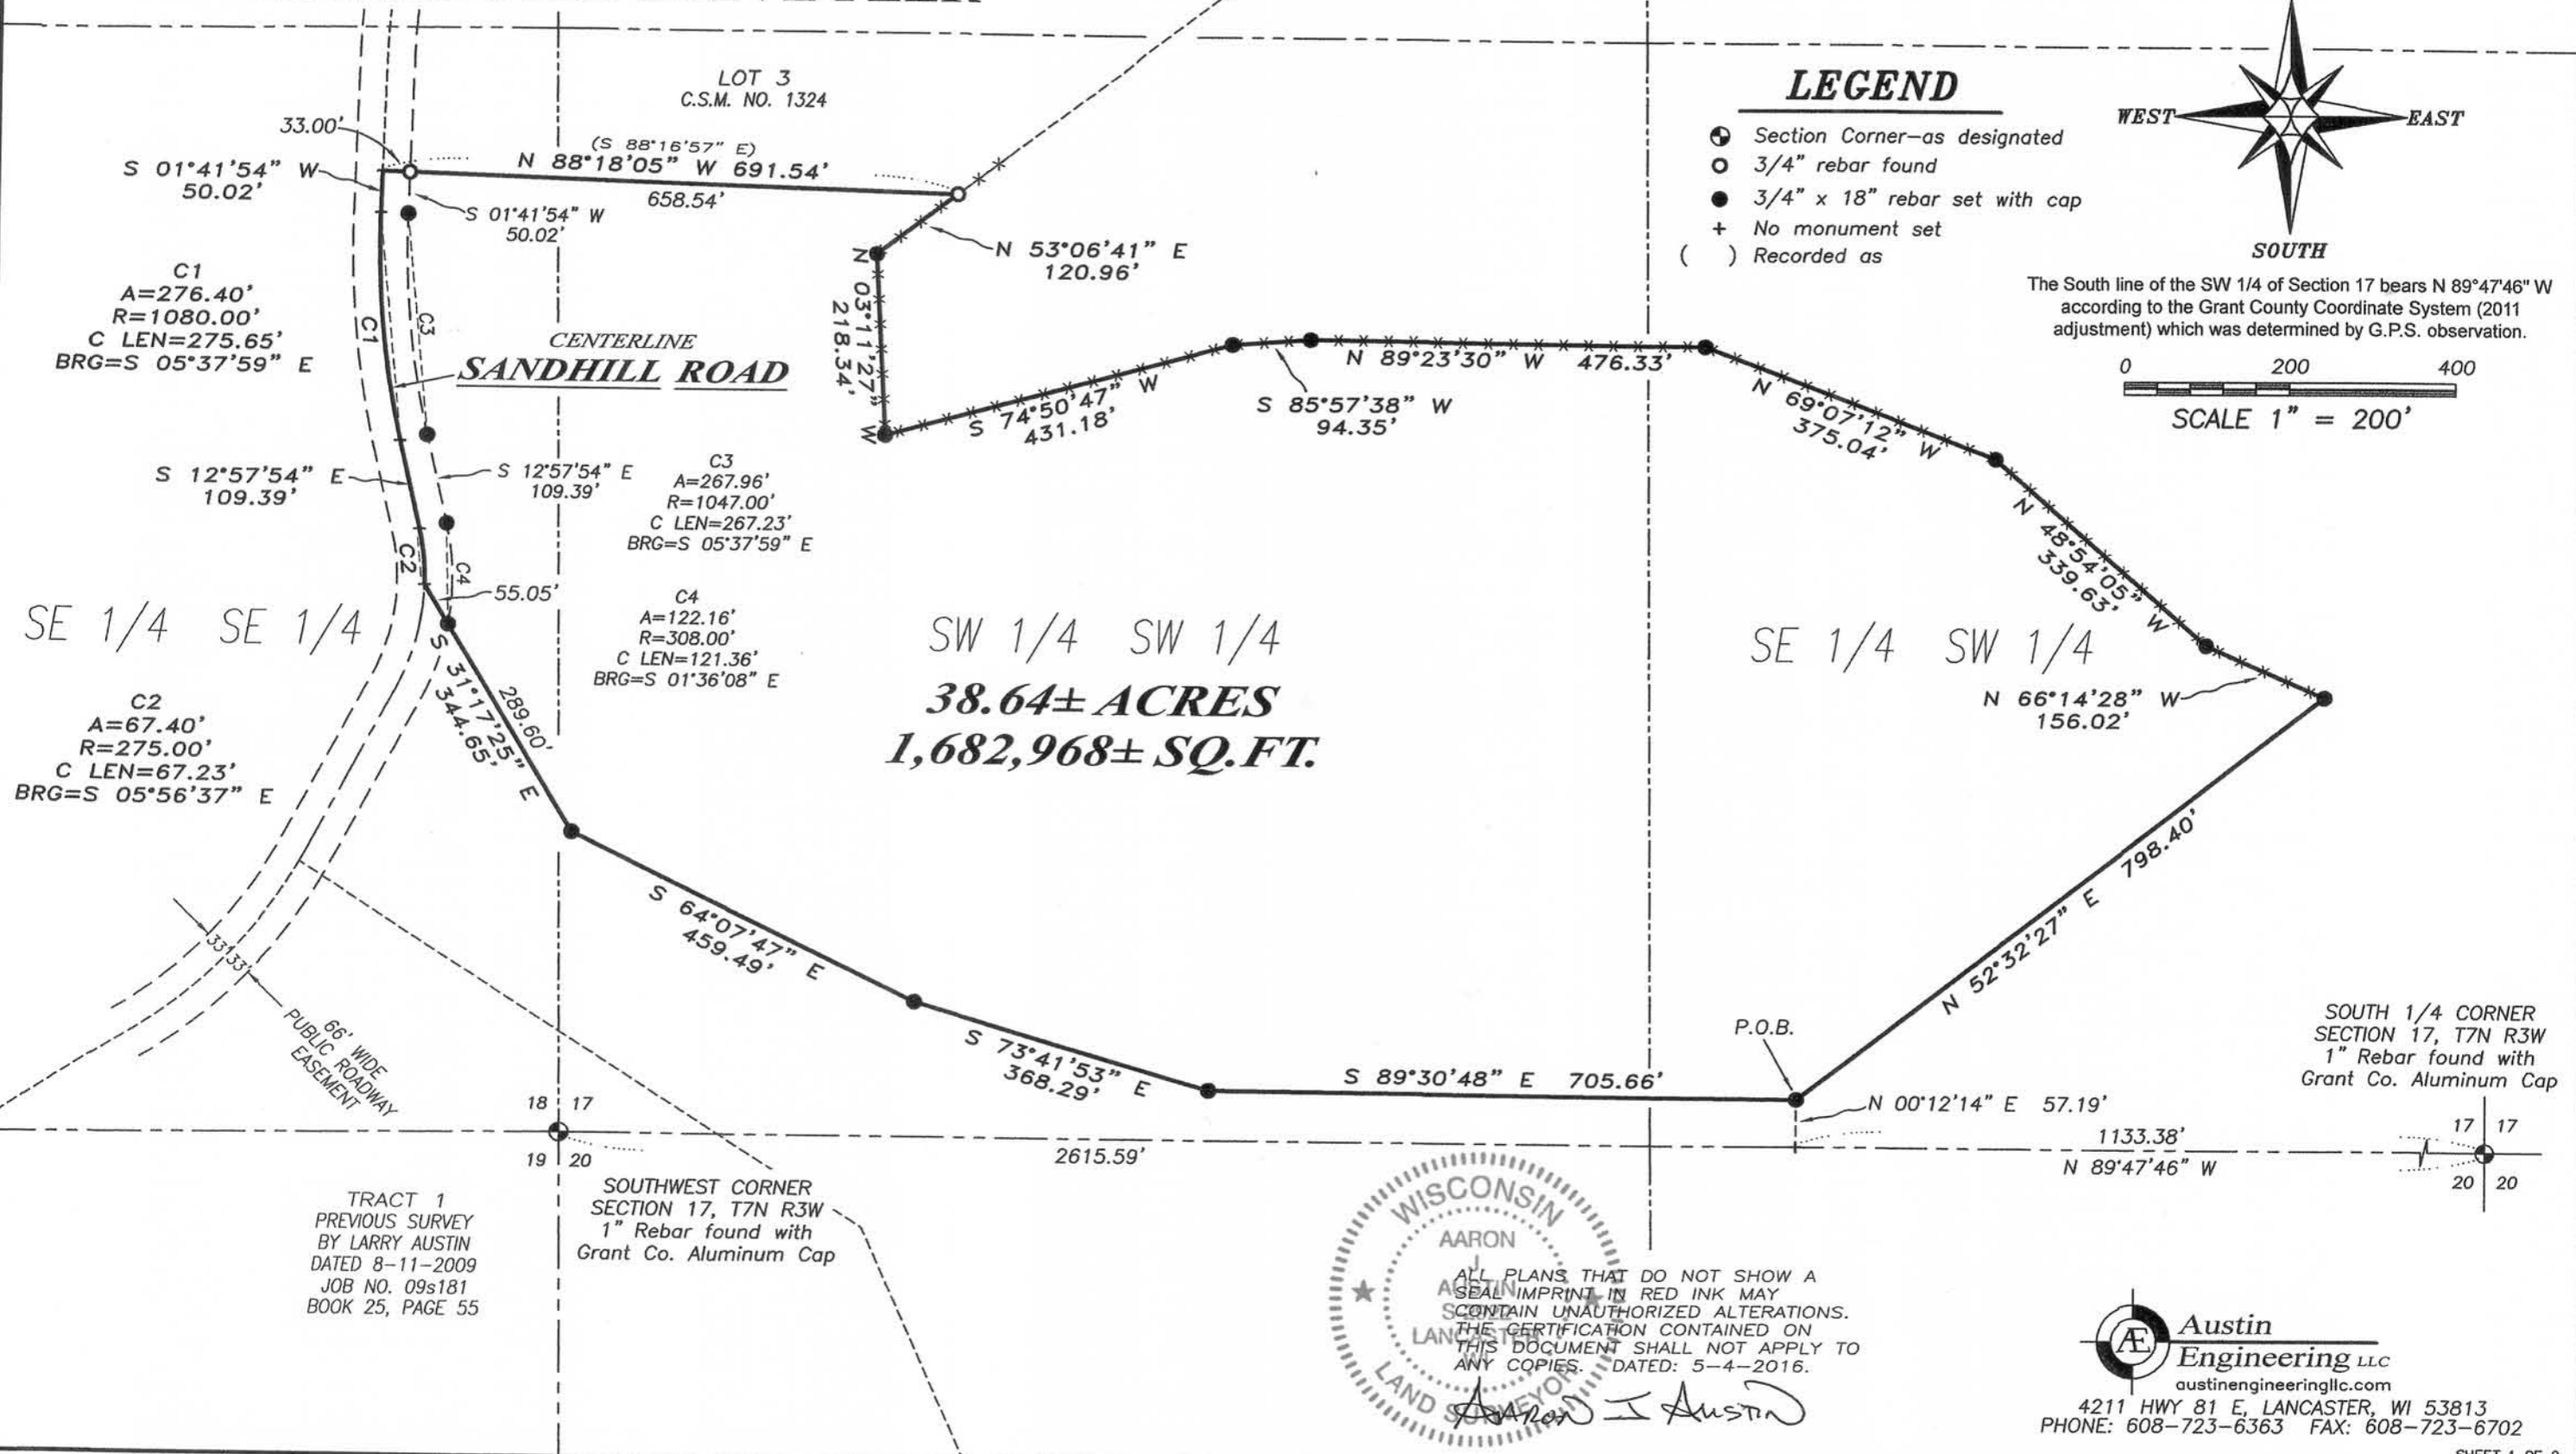 LOT 3
C.S.M. NO. 1324
33.00'
(S 88°16'57" E)
N 88°18'05" W 691.54'
658.54'
S 01°41'54" W
50.02'
S 01°41'54" W
50.02'
N 53°06'41" E
120.96'
N 03°11'27" W
218.34'
LEGEND
Section Corner-as designated
3/4" rebar found
3/4" x 18" rebar set with cap
+ No monument set
( ) Recorded as
WEST
EAST
SOUTH
The South line of the SW 1/4 of Section 17 bears N 89°47'46" W
according to the Grant County Coordinate System (2011
adjustment) which was determined by G.P.S. observation.
0 200 400
SCALE 1" = 200'
C1
A=276.40'
R=1080.00'
C LEN=275.65'
BRG=S 05°37'59" E
C1
C3
CENTERLINE
SANDHILL ROAD
S 74°50'47" W
431.18'
S 85°57'38" W
94.35'
N 89°23'30" W 476.33'
N 69°07'12" W
375.04'
N 48°54'05" W
339.63'
N 66°14'28" W
156.02'
S 12°57'54" E
109.39'
S 12°57'54" E
109.39'
C3
A=267.96'
R=1047.00'
C LEN=267.23'
BRG=S 05°37'59" E
C2
C4
55.05'
C4
A=122.16'
R=308.00'
C LEN=121.36'
BRG=S 01°36'08" E
SE 1/4 SE 1/4
SW 1/4 SW 1/4
SE 1/4 SW 1/4
38.64± ACRES
1,682,968± SQ.FT.
C2
A=67.40'
R=275.00'
C LEN=67.23'
BRG=S 05°56'37" E
289.60'
S 31°17'25" E
344.65'
S 64°07'47" E
459.49'
S 73°41'53" E
368.29'
S 89°30'48" E 705.66'
N 52°32'27" E 798.40'
P.O.B.
N 00°12'14" E 57.19'
33'
33'
66' WIDE
PUBLIC ROADWAY
EASEMENT
SOUTH 1/4 CORNER
SECTION 17, T7N R3W
1" Rebar found with
Grant Co. Aluminum Cap
18 17
19 20
2615.59'
1133.38'
N 89°47'46" W
17 17
20 20
SOUTHWEST CORNER
SECTION 17, T7N R3W
1" Rebar found with
Grant Co. Aluminum Cap
TRACT 1
PREVIOUS SURVEY
BY LARRY AUSTIN
DATED 8-11-2009
JOB NO. 09s181
BOOK 25, PAGE 55
WISCONSIN
AARON
J
AUSTIN
LANCASTER
WI
LAND SURVEYOR
ALL PLANS THAT DO NOT SHOW A
SEAL IMPRINT IN RED INK MAY
CONTAIN UNAUTHORIZED ALTERATIONS.
THE CERTIFICATION CONTAINED ON
THIS DOCUMENT SHALL NOT APPLY TO
ANY COPIES. DATED: 5-4-2016.
Aaron J Austin
Æ
Austin
Engineering LLC
austinengineeringllc.com
4211 HWY 81 E, LANCASTER, WI 53813
PHONE: 608-723-6363 FAX: 608-723-6702